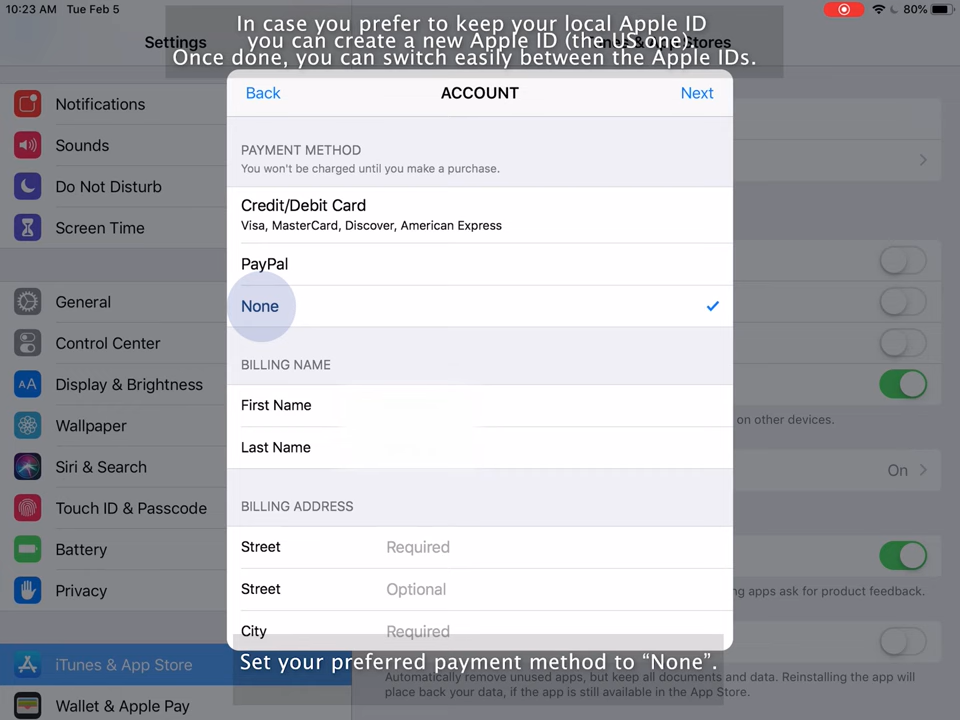 10:23 AM Tue Feb 5
80%
In case you prefer to keep your local Apple ID
you can create a new Apple ID (the US one).
Once done, you can switch easily between the Apple IDs.
Settings
Stores
Notifications
Sounds
Do Not Disturb
Screen Time
General
Control Center
AA Display & Brightness
Wallpaper
Siri & Search
Touch ID & Passcode
Battery
Privacy
iTunes & App Store
Wallet & Apple Pay
Back ACCOUNT Next
PAYMENT METHOD
You won't be charged until you make a purchase.
Credit/Debit Card
Visa, MasterCard, Discover, American Express
PayPal
None
BILLING NAME
First Name
Last Name
BILLING ADDRESS
Street Required
Street Optional
City Required
on other devices.
On
ng apps ask for product feedback.
Set your preferred payment method to “None”.
Automatically remove unused apps, but keep all documents and data. Reinstalling the app will
place back your data, if the app is still available in the App Store.